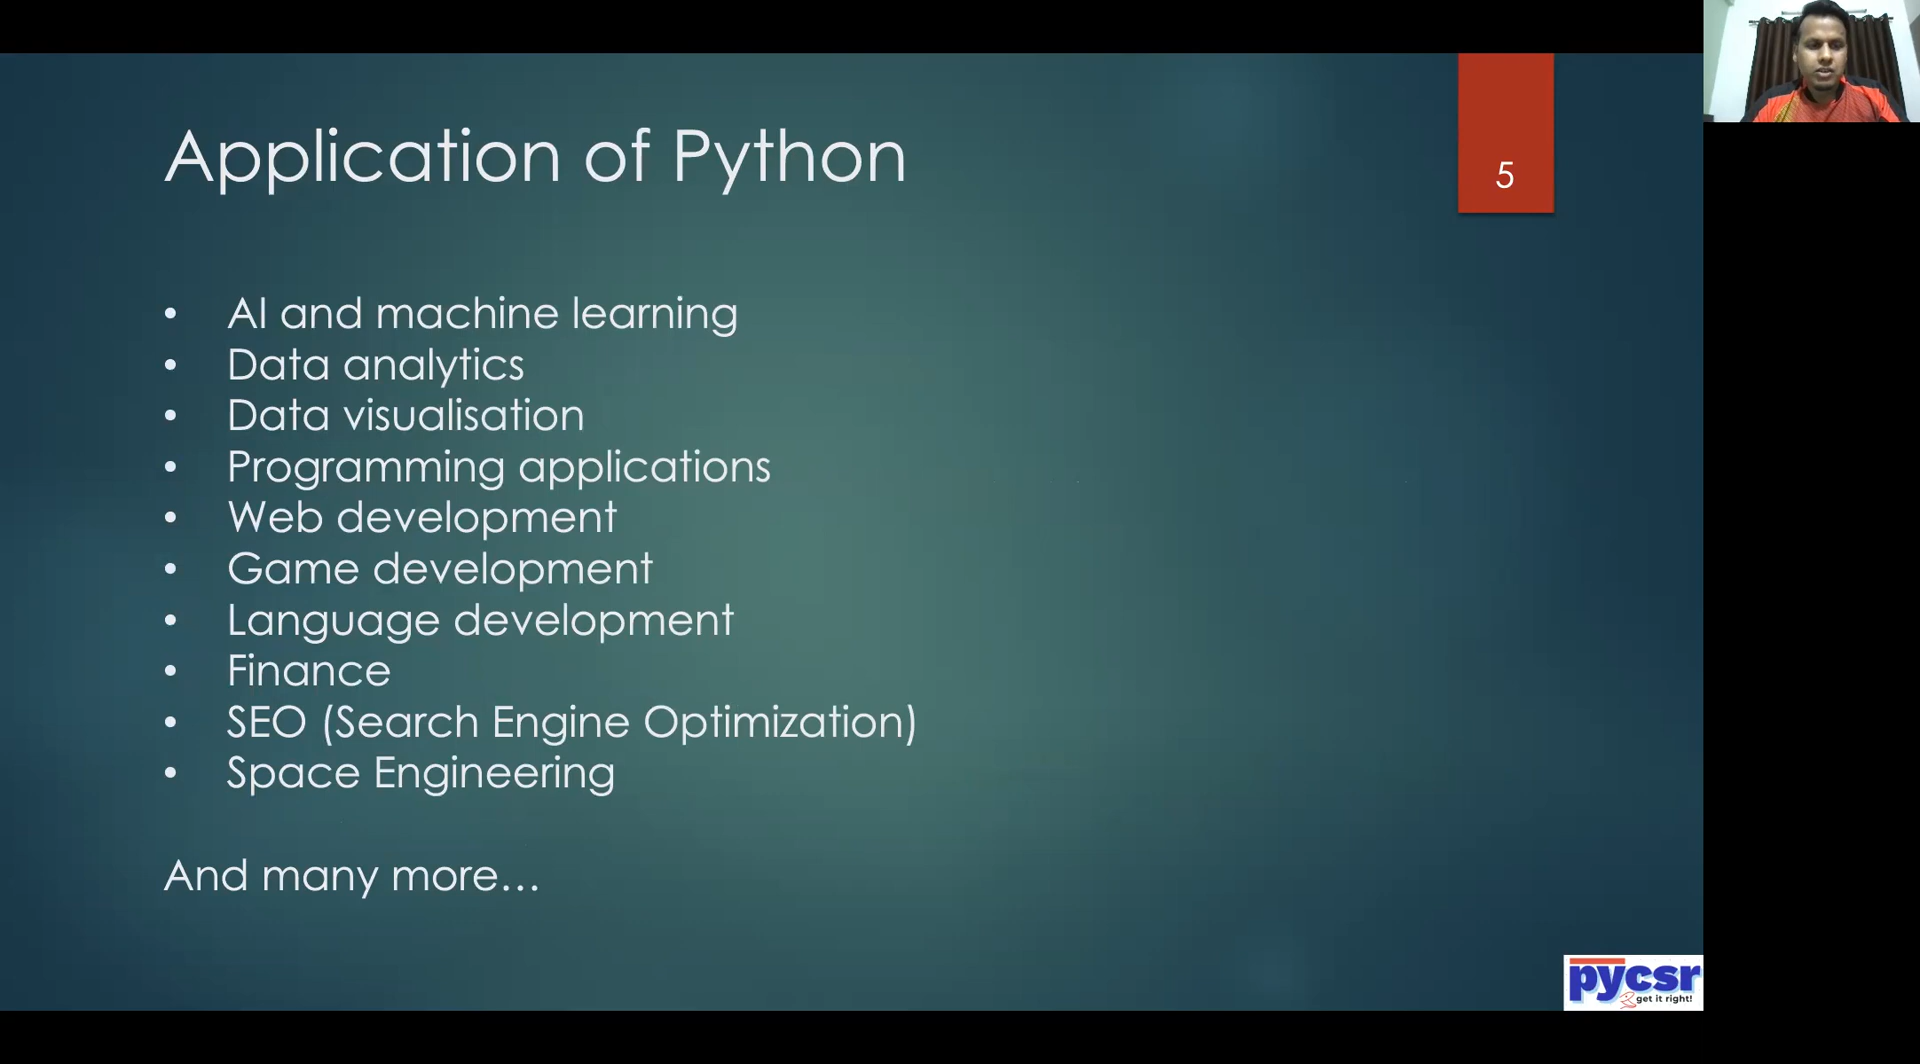 Application of Python
5
• AI and machine learning
• Data analytics
• Data visualisation
• Programming applications
• Web development
• Game development
• Language development
• Finance
• SEO (Search Engine Optimization)
• Space Engineering
And many more…
pycsr
get it right!